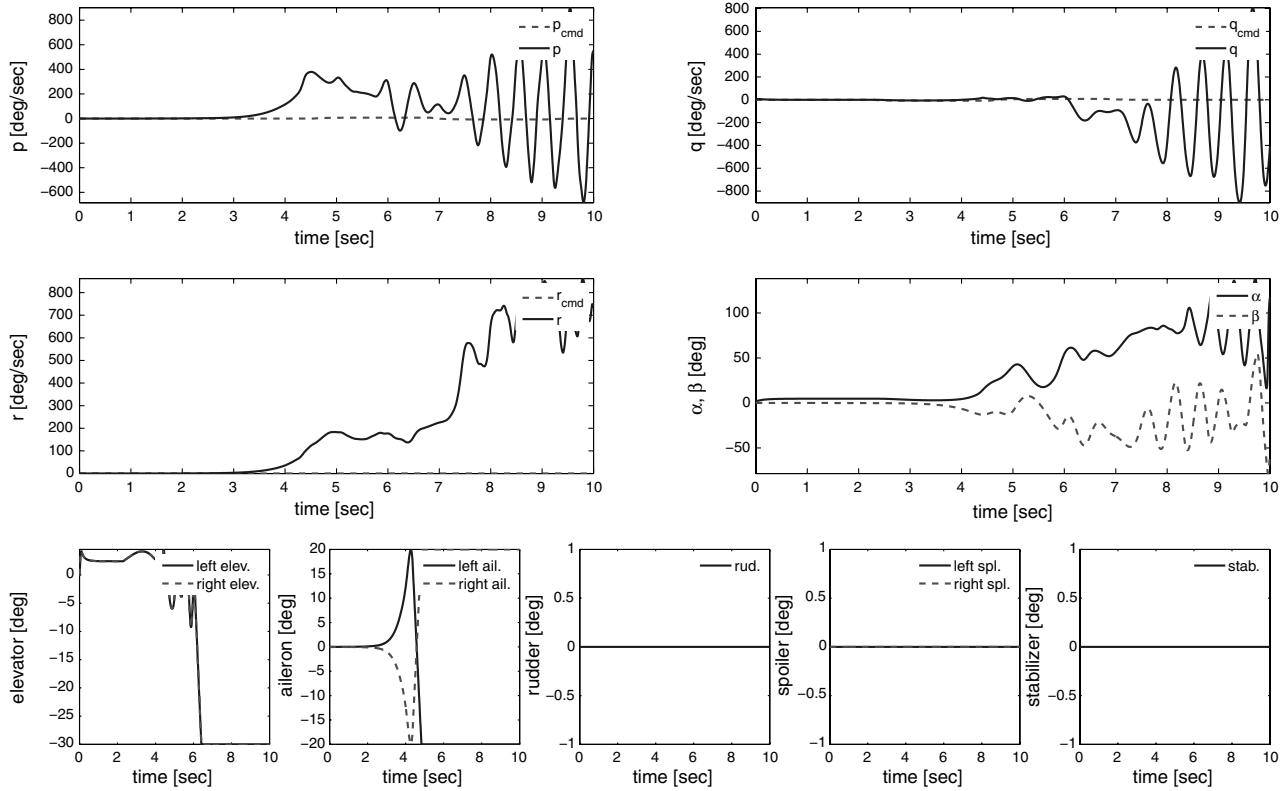 800
600
400
200
0
−200
−400
−600
p [deg/sec]
0 1 2 3 4 5 6 7 8 9 10
time [sec]
p_cmd
p
800
600
400
200
0
−200
−400
−600
−800
q [deg/sec]
0 1 2 3 4 5 6 7 8 9 10
time [sec]
q_cmd
q
800
700
600
500
400
300
200
100
0
r [deg/sec]
0 1 2 3 4 5 6 7 8 9 10
time [sec]
r_cmd
r
100
50
0
−50
α, β [deg]
0 1 2 3 4 5 6 7 8 9 10
time [sec]
α
β
0
−5
−10
−15
−20
−25
−30
elevator [deg]
0 2 4 6 8 10
time [sec]
left elev.
right elev.
20
15
10
5
0
−5
−10
−15
−20
aileron [deg]
0 2 4 6 8 10
time [sec]
left ail.
right ail.
1
0.5
0
−0.5
−1
rudder [deg]
0 2 4 6 8 10
time [sec]
rud.
1
0.5
0
−0.5
−1
spoiler [deg]
0 2 4 6 8 10
time [sec]
left spl.
right spl.
1
0.5
0
−0.5
−1
stabilizer [deg]
0 2 4 6 8 10
time [sec]
stab.